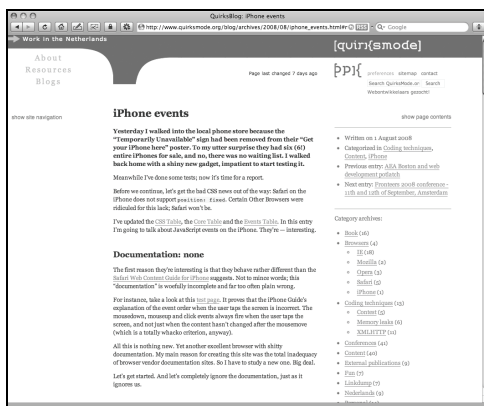 QuirksBlog: iPhone events
http://www.quirksmode.org/blog/archives/2008/08/iphone_events.html#r
RSS
Google
Work in the Netherlands
[quir{smode]
About
Resources
Blogs
Page last changed 7 days ago
preferences sitemap contact
Search QuirksMode.or Search
Webontwikkelaars gezocht!
show site navigation
show page contents
iPhone events
Yesterday I walked into the local phone store because the
“Temporarily Unavailable” sign had been removed from their “Get
your iPhone here” poster. To my utter surprise they had six (6!)
entire iPhones for sale, and no, there was no waiting list. I walked
back home with a shiny new gadget, impatient to start testing it.
Meanwhile I've done some tests; now it's time for a report.
Before we continue, let's get the bad CSS news out of the way: Safari on the
iPhone does not support position: fixed. Certain Other Browsers were
ridiculed for this lack; Safari won't be.
I've updated the CSS Table, the Core Table and the Events Table. In this entry
I'm going to talk about JavaScript events on the iPhone. They're — interesting.
Documentation: none
The first reason they're interesting is that they behave rather different than the
Safari Web Content Guide for iPhone suggests. Not to mince words; this
"documentation" is woefully incomplete and far too often plain wrong.
For instance, take a look at this test page. It proves that the iPhone Guide's
explanation of the event order when the user taps the screen is incorrect. The
mousedown, mouseup and click events always fire when the user taps the
screen, and not just when the content hasn't changed after the mousemove
(which is a totally whacko criterion, anyway).
All this is nothing new. Yet another excellent browser with shitty
documentation. My main reason for creating this site was the total inadequacy
of browser vendor documentation sites. So I have to study a new one. Big deal.
Let's get started. And let's completely ignore the documentation, just as it
ignores us.
Written on 1 August 2008
Categorized in Coding techniques,
Content, iPhone
Previous entry: AEA Boston and web
development potlatch
Next entry: Fronteers 2008 conference -
11th and 12th of September, Amsterdam
Category archives:
Book (16)
Browsers (4)
IE (18)
Mozilla (2)
Opera (3)
Safari (5)
iPhone (1)
Coding techniques (15)
Contest (3)
Memory leaks (6)
XMLHTTP (11)
Conferences (41)
Content (40)
External publications (9)
Fun (7)
Linkdump (7)
Nederlands (9)